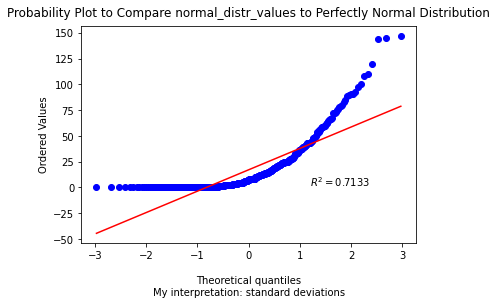 Probability Plot to Compare normal_distr_values to Perfectly Normal Distribution
150
125
100
75
50
25
0
−25
−50
Ordered Values
R² = 0.7133
−3 −2 −1 0 1 2 3
Theoretical quantiles
My interpretation: standard deviations